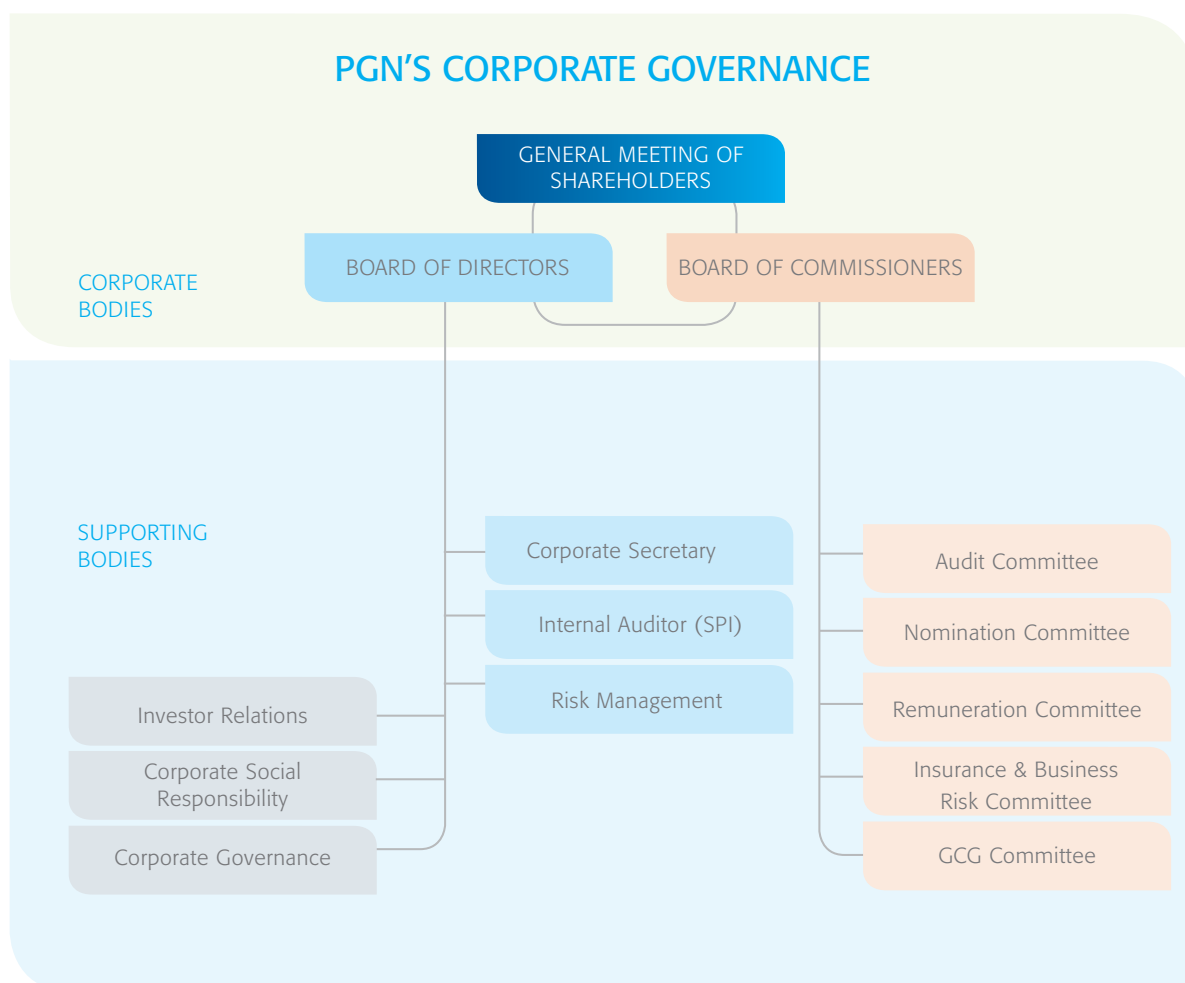 PGN'S CORPORATE GOVERNANCE
GENERAL MEETING OF
SHAREHOLDERS
BOARD OF DIRECTORS
BOARD OF COMMISSIONERS
CORPORATE
BODIES
SUPPORTING
BODIES
Corporate Secretary
Internal Auditor (SPI)
Risk Management
Investor Relations
Corporate Social
Responsibility
Corporate Governance
Audit Committee
Nomination Committee
Remuneration Committee
Insurance & Business
Risk Committee
GCG Committee